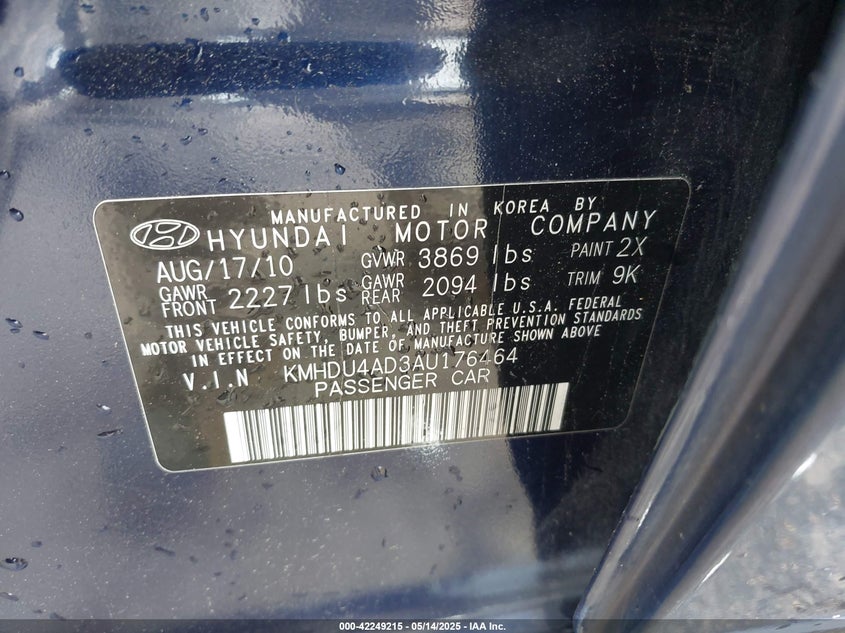 MANUFACTURED IN KOREA BY
HYUNDAI MOTOR COMPANY
AUG/17/10 GVWR 3869 lbs PAINT 2X
GAWR FRONT 2227 lbs GAWR REAR 2094 lbs TRIM 9K
THIS VEHICLE CONFORMS TO ALL APPLICABLE U.S.A. FEDERAL
MOTOR VEHICLE SAFETY, BUMPER, AND THEFT PREVENTION STANDARDS
IN EFFECT ON THE DATE OF MANUFACTURE SHOWN ABOVE
V.I.N KMHDU4AD3AU176464
PASSENGER CAR
000-42249215 - 05/14/2025 - IAA Inc.